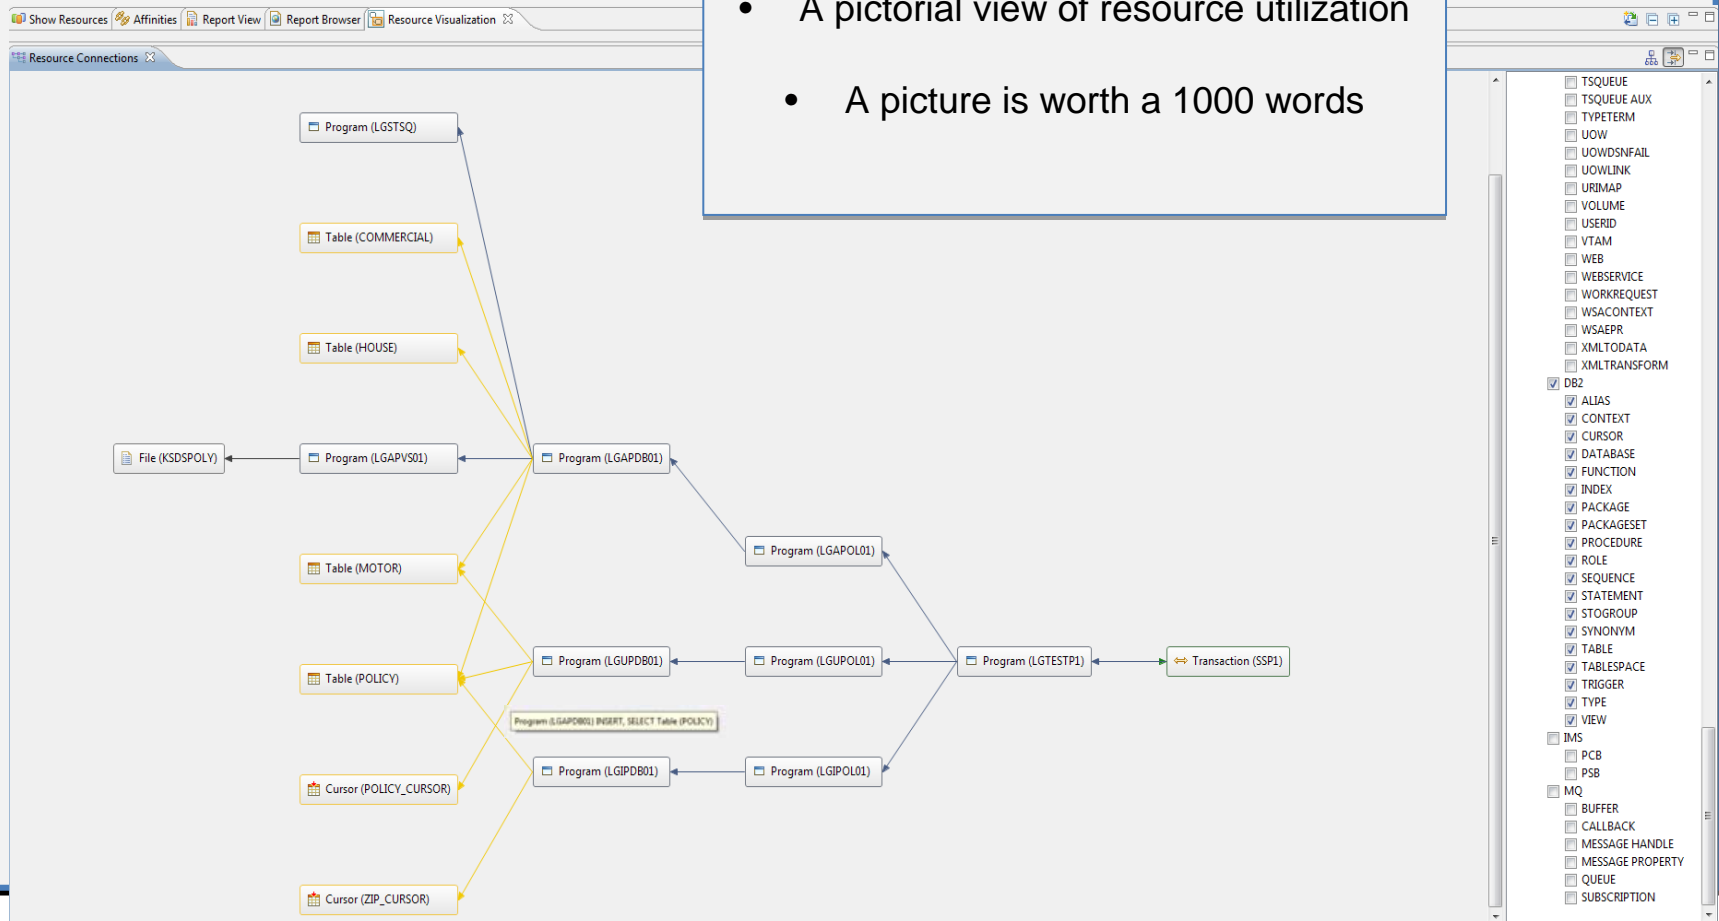 Show Resources Affinities Report View Report Browser Resource Visualization
• A pictorial view of resource utilization
• A picture is worth a 1000 words
Resource Connections
Program (LGSTSQ)
Table (COMMERCIAL)
Table (HOUSE)
File (KSDSPOLY)
Program (LGAPVS01)
Program (LGAPDB01)
Program (LGAPOL01)
Table (MOTOR)
Table (POLICY)
Program (LGUPDB01)
Program (LGUPOL01)
Program (LGTESTP1)
Transaction (SSP1)
Program (LGAPDB01) INSERT, SELECT Table (POLICY)
Program (LGIPDB01)
Program (LGIPOL01)
Cursor (POLICY_CURSOR)
Cursor (ZIP_CURSOR)
TSQUEUE
TSQUEUE AUX
TYPETERM
UOW
UOWDSNFAIL
UOWLINK
URIMAP
VOLUME
USERID
VTAM
WEB
WEBSERVICE
WORKREQUEST
WSACONTEXT
WSAEPR
XMLTODATA
XMLTRANSFORM
DB2
ALIAS
CONTEXT
CURSOR
DATABASE
FUNCTION
INDEX
PACKAGE
PACKAGESET
PROCEDURE
ROLE
SEQUENCE
STATEMENT
STOGROUP
SYNONYM
TABLE
TABLESPACE
TRIGGER
TYPE
VIEW
IMS
PCB
PSB
MQ
BUFFER
CALLBACK
MESSAGE HANDLE
MESSAGE PROPERTY
QUEUE
SUBSCRIPTION